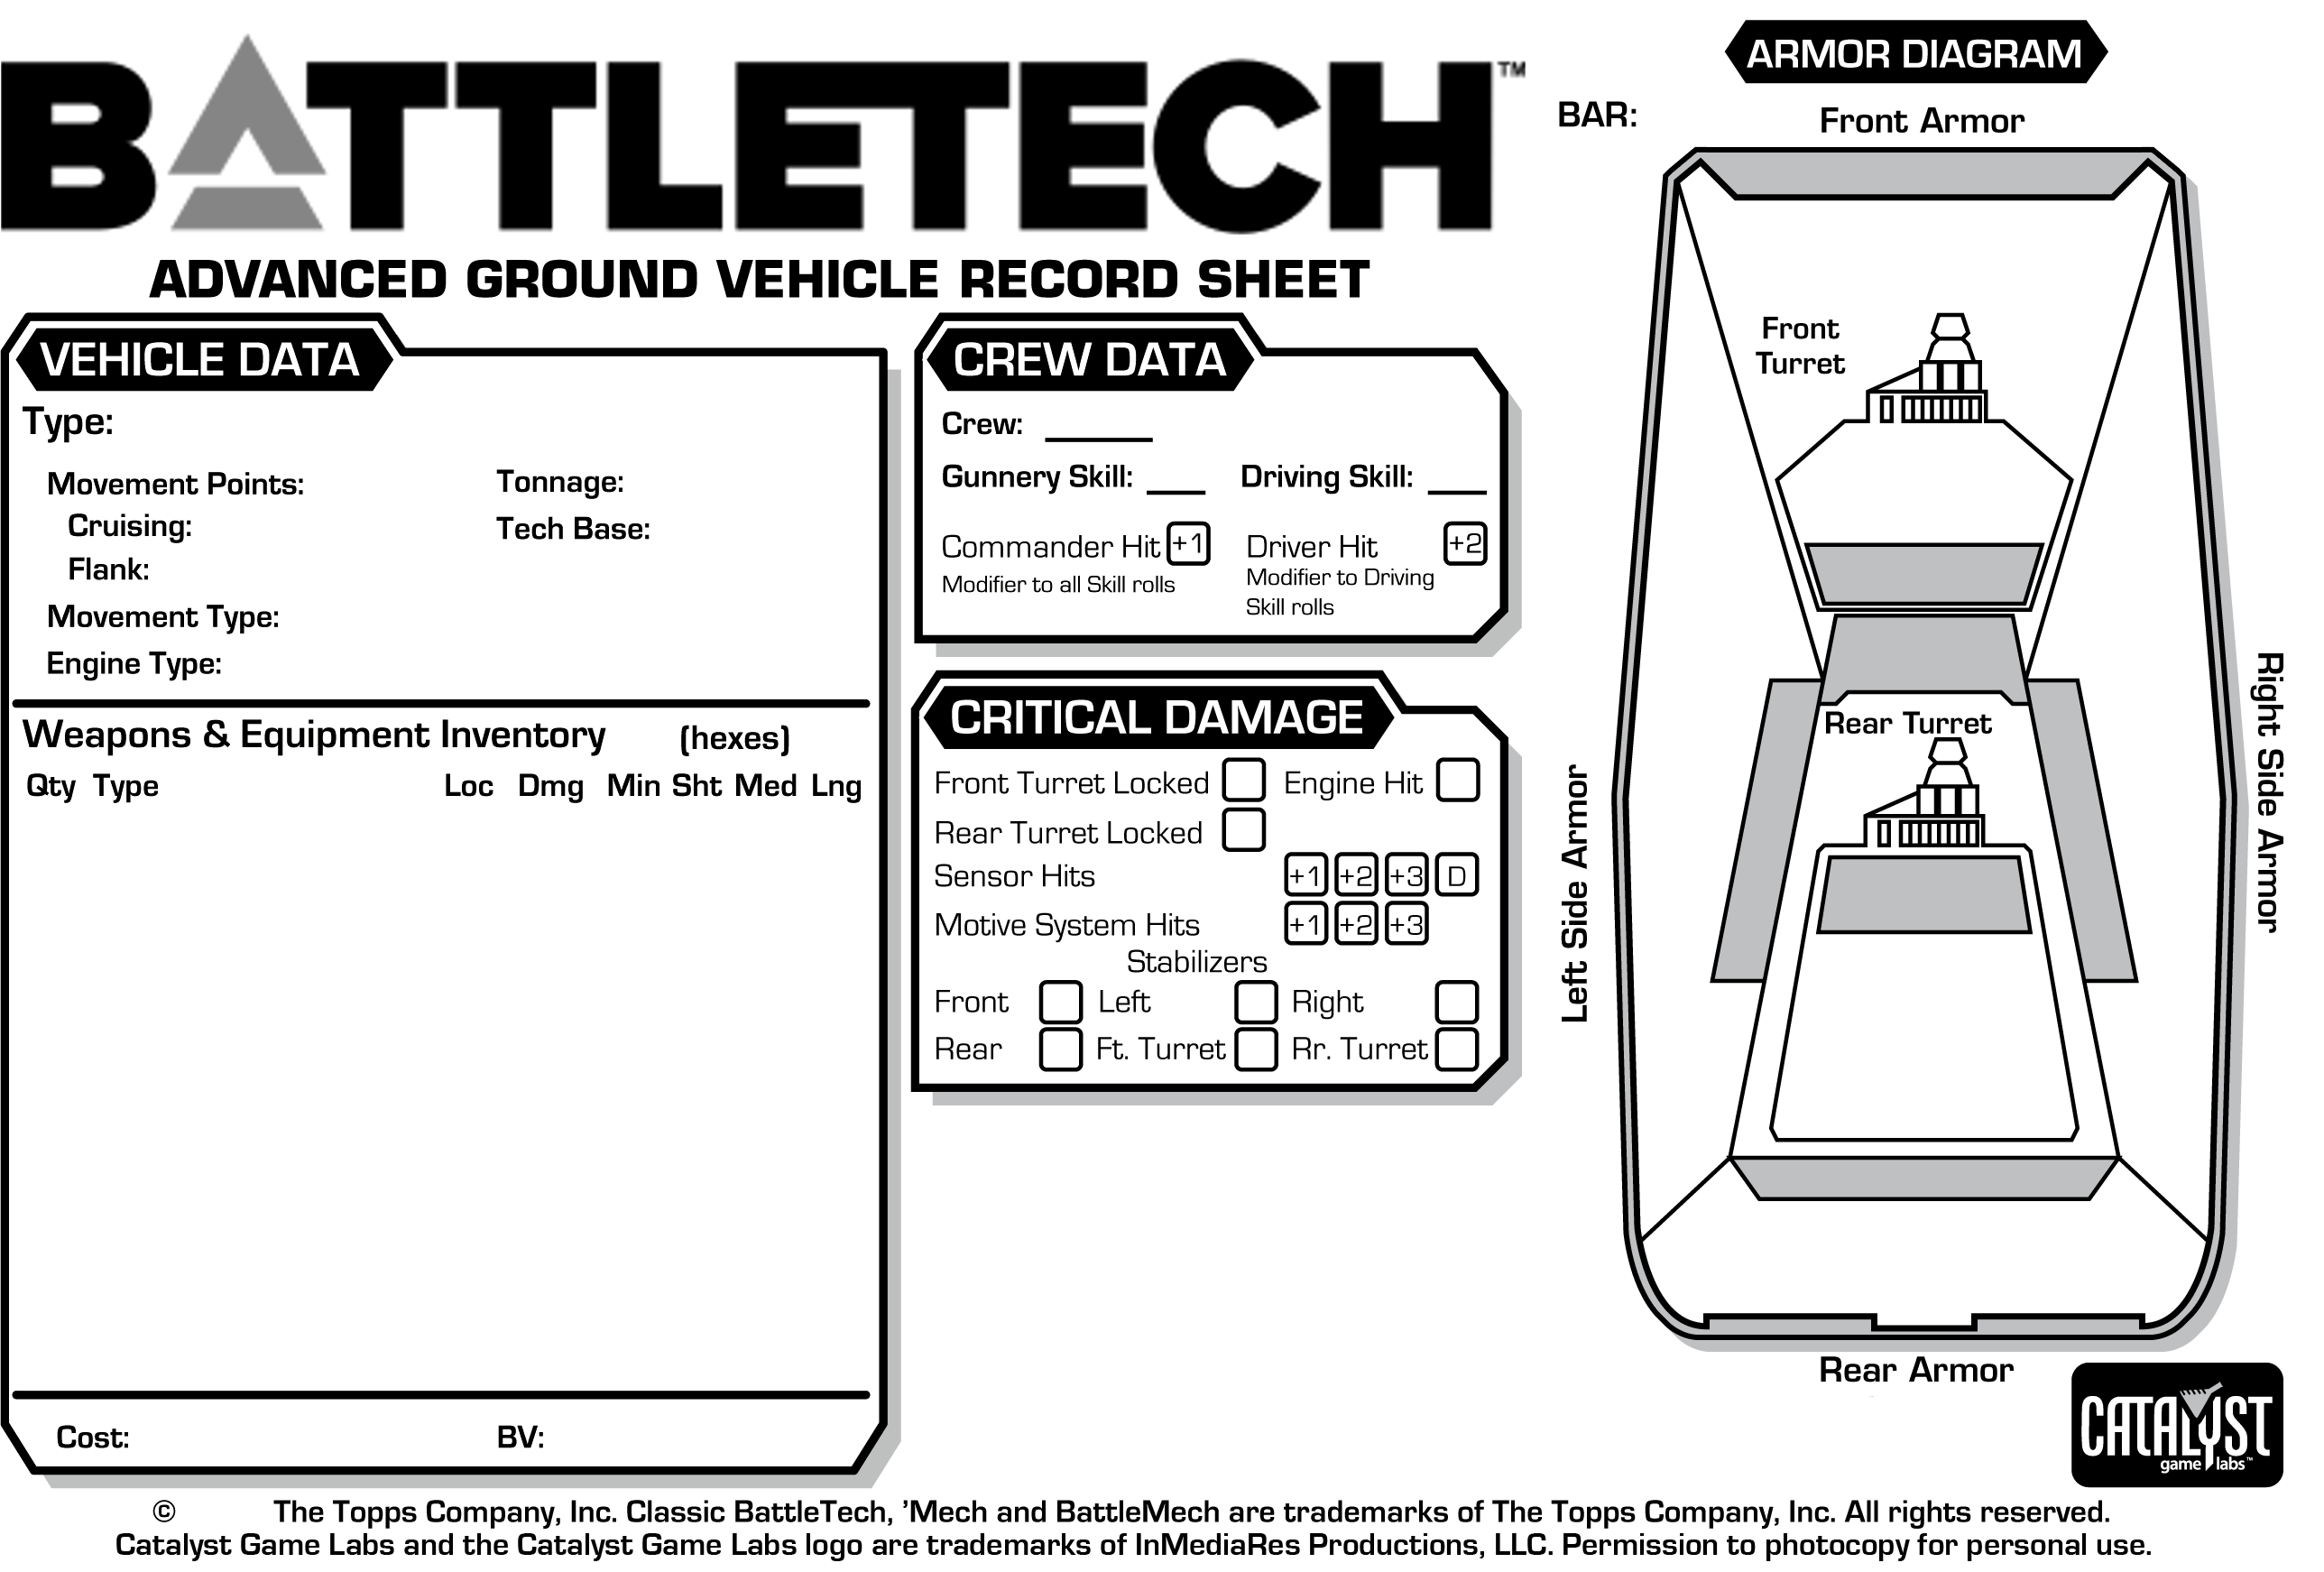 BATTLETECH™
ADVANCED GROUND VEHICLE RECORD SHEET
VEHICLE DATA
Type:
Movement Points:
Tonnage:
Cruising:
Tech Base:
Flank:
Movement Type:
Engine Type:
Weapons & Equipment Inventory (hexes)
Qty Type Loc Dmg Min Sht Med Lng
Cost: BV:
CREW DATA
Crew:
Gunnery Skill: Driving Skill:
Commander Hit +1 Driver Hit +2
Modifier to all Skill rolls
Modifier to Driving
Skill rolls
CRITICAL DAMAGE
Front Turret Locked Engine Hit
Rear Turret Locked
Sensor Hits +1 +2 +3 D
Motive System Hits +1 +2 +3
Stabilizers
Front Left Right
Rear Ft. Turret Rr. Turret
ARMOR DIAGRAM
BAR:
Front Armor
Front
Turret
Rear Turret
Left Side Armor
Right Side Armor
Rear Armor
CATALYST
game labs™
© The Topps Company, Inc. Classic BattleTech, ’Mech and BattleMech are trademarks of The Topps Company, Inc. All rights reserved.
Catalyst Game Labs and the Catalyst Game Labs logo are trademarks of InMediaRes Productions, LLC. Permission to photocopy for personal use.